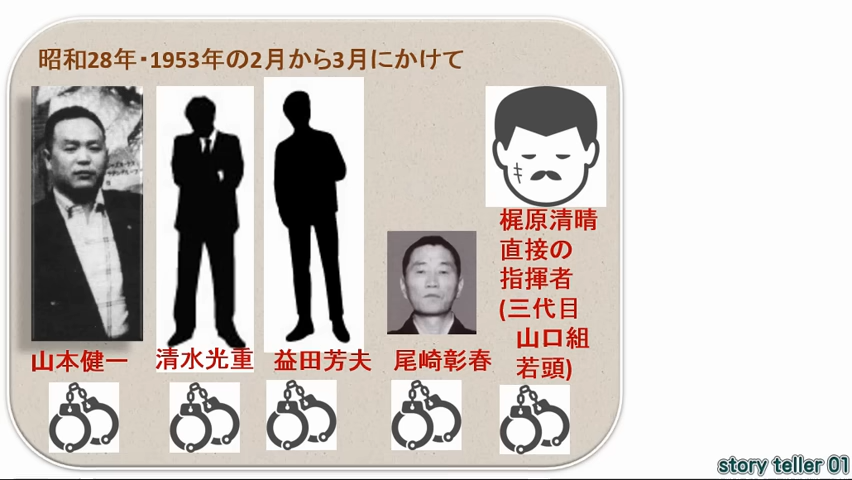 昭和28年・1953年の2月から3月にかけて
山本健一
清水光重
益田芳夫
尾崎彰春
梶原清晴
直接の
指揮者
(三代目
山口組
若頭)
story teller 01